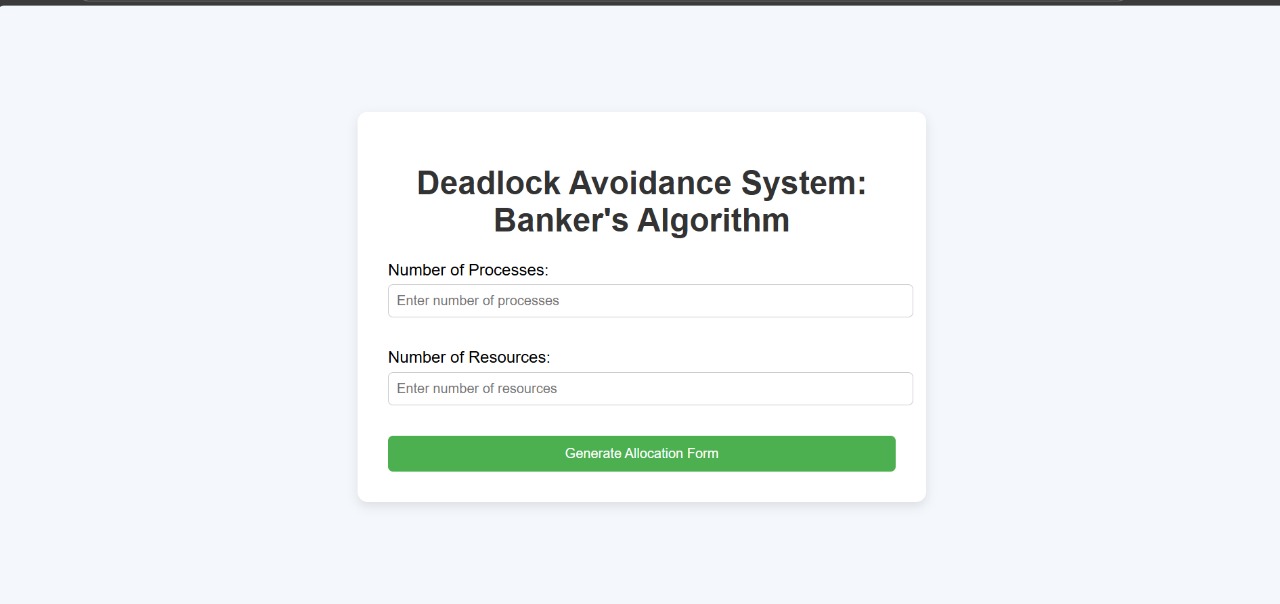 Deadlock Avoidance System:
Banker's Algorithm
Number of Processes:
Enter number of processes
Number of Resources:
Enter number of resources
Generate Allocation Form